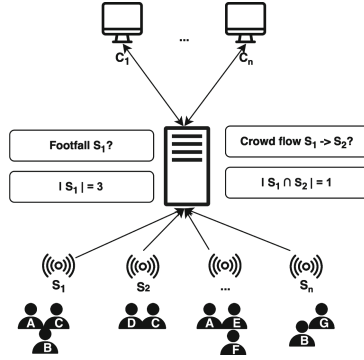 ...
C1 Cn
Footfall S1?
Crowd flow S1 -> S2?
| S1 | = 3
| S1 ∩ S2 | = 1
S1 S2 ... Sn
A C D C A E G
B F B